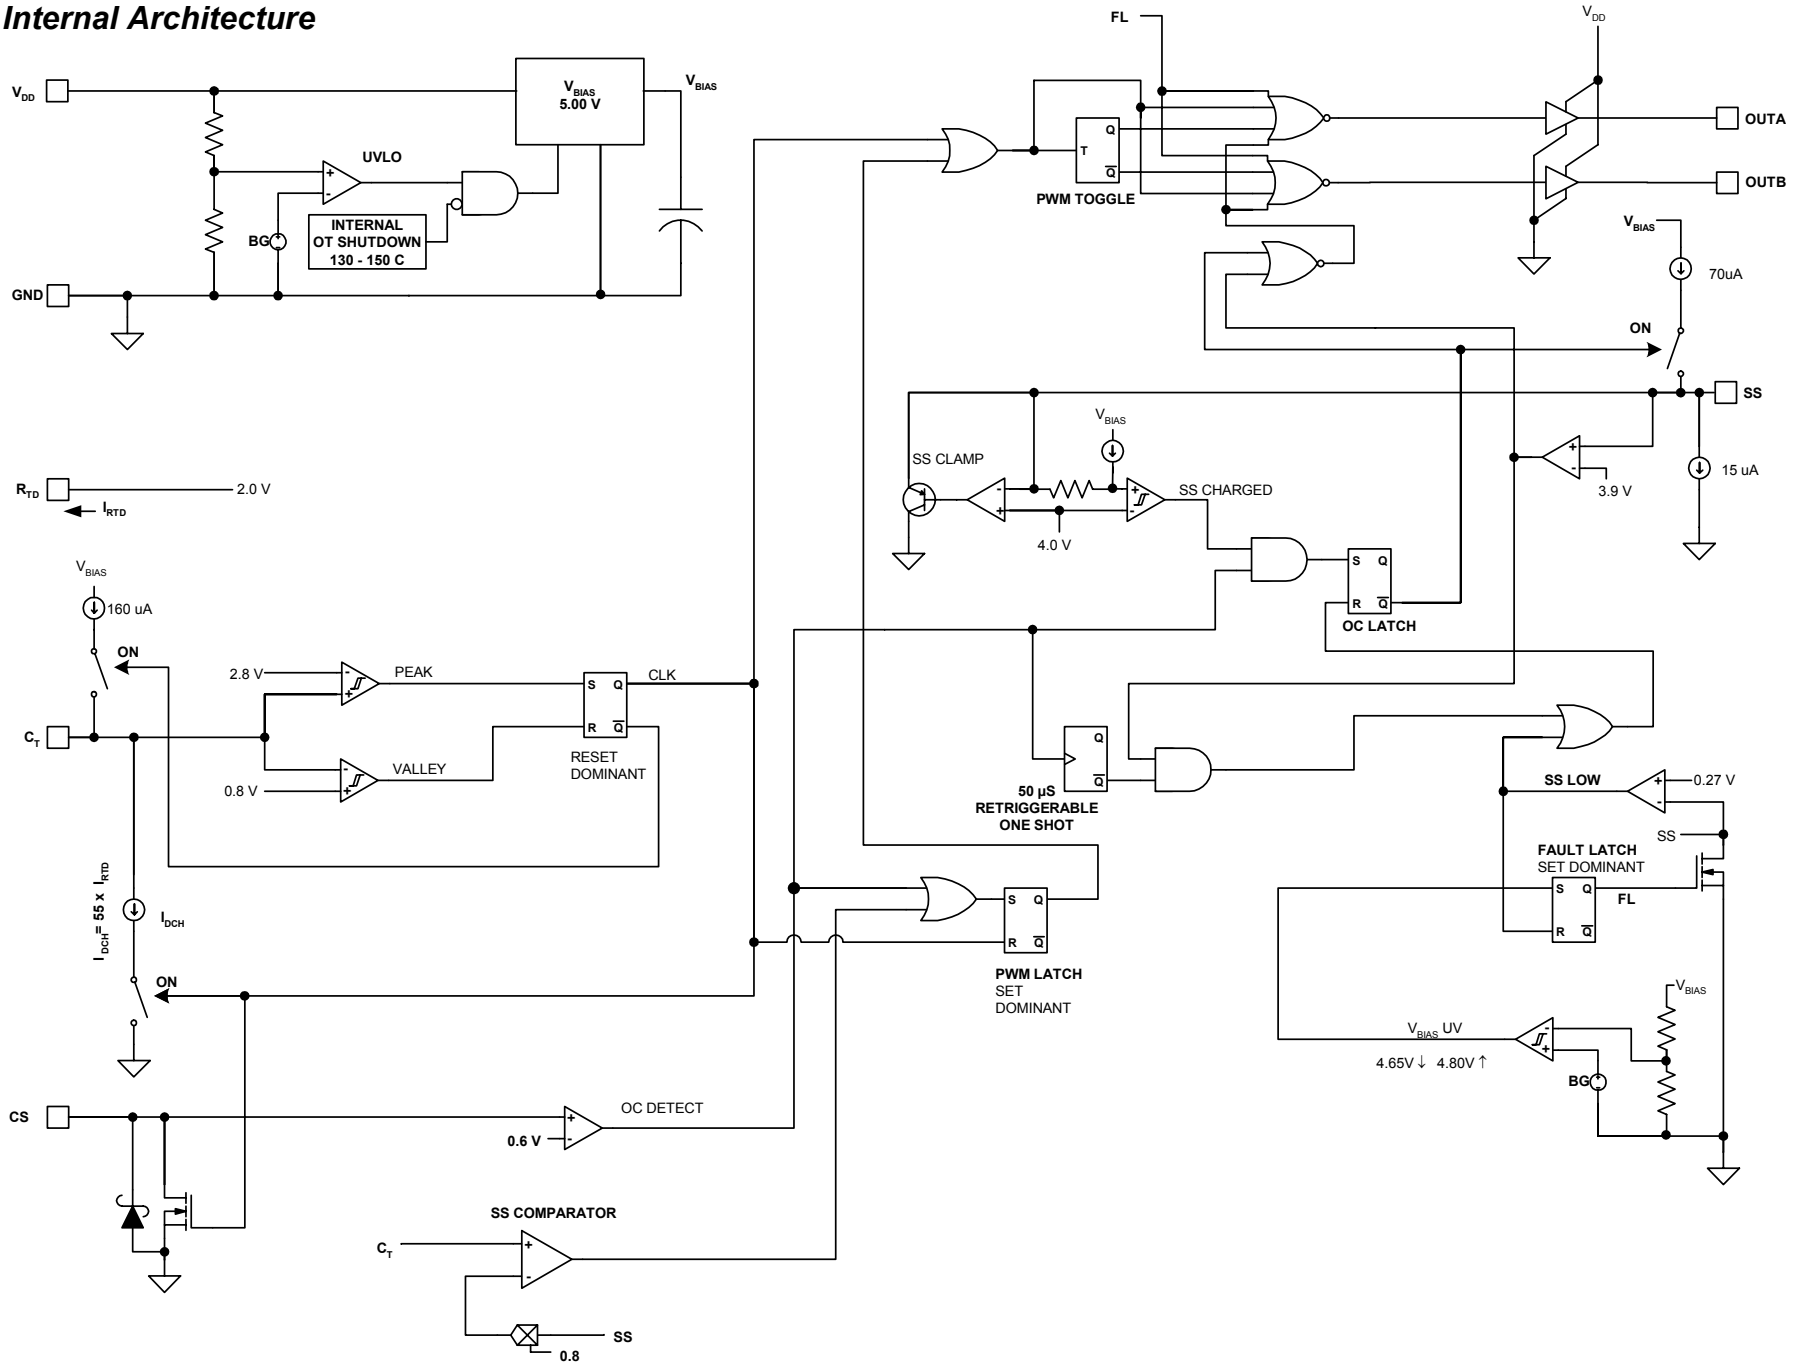 Internal Architecture
FL
VDD
VDD
VBIAS
5.00 V
VBIAS
UVLO
+
-
BG
INTERNAL
OT SHUTDOWN
130 - 150 C
GND
T
Q
Q
PWM TOGGLE
OUTA
OUTB
VBIAS
70uA
ON
SS
+
-
3.9 V
15 uA
RTD
2.0 V
IRTD
SS CLAMP
VBIAS
-
+
4.0 V
+
-
SS CHARGED
S
Q
R
Q
OC LATCH
VBIAS
160 uA
ON
2.8 V
-
+
PEAK
CT
0.8 V
-
+
VALLEY
S
Q
R
Q
CLK
RESET
DOMINANT
Q
Q
50 µS
RETRIGGERABLE
ONE SHOT
SS LOW
+
-
0.27 V
SS
FAULT LATCH
SET DOMINANT
S
Q
R
Q
FL
IDCH= 55 x IRTD
IDCH
ON
S
Q
R
Q
PWM LATCH
SET
DOMINANT
VBIAS
VBIAS UV
4.65V↓ 4.80V↑
-
+
BG
CS
+
-
0.6 V
OC DETECT
SS COMPARATOR
CT
+
-
SS
0.8